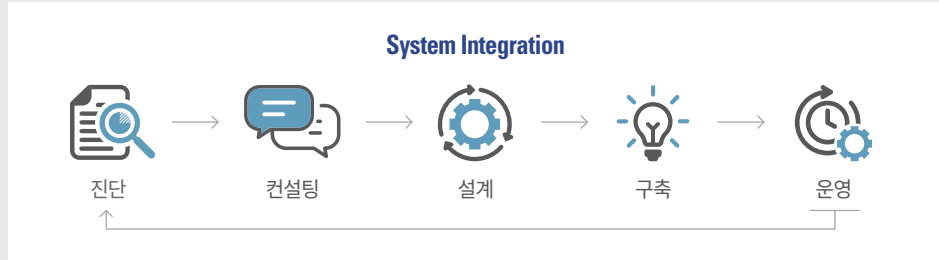 System Integration
진단
컨설팅
설계
구축
운영